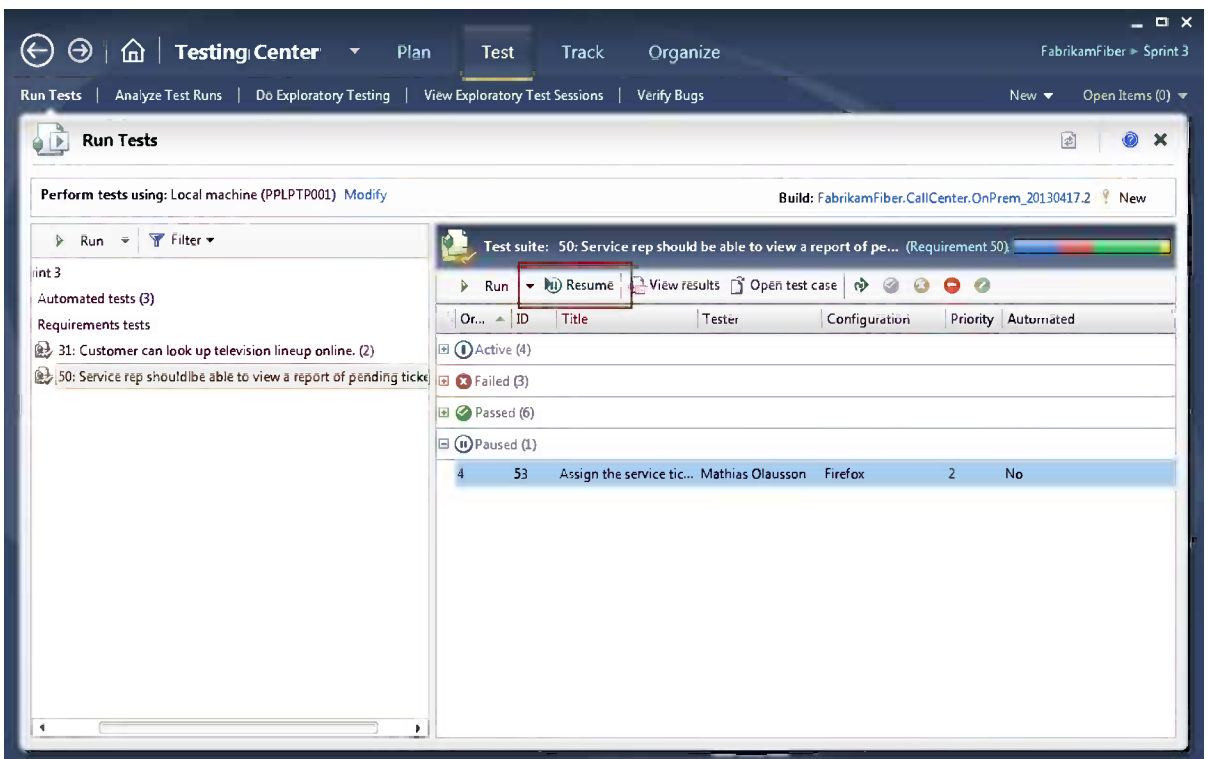 Testing Center Plan Test Track Organize FabrikamFiber Sprint 3
Run Tests | Analyze Test Runs | Do Exploratory Testing | View Exploratory Test Sessions | Verify Bugs New Open Items (0)
Run Tests
Perform tests using: Local machine (PPLPTP001) Modify Build: FabrikamFiber.CallCenter.OnPrem_20130417.2 New
Run Filter
Test suite: 50: Service rep should be able to view a report of pe... (Requirement 50)
int 3
Run Resume View results Open test case
Automated tests (3)
Or... ID Title Tester Configuration Priority Automated
Requirements tests
31: Customer can look up television lineup online. (2)
Active (4)
50: Service rep should be able to view a report of pending ticke
Failed (3)
Passed (6)
Paused (1)
4 53 Assign the service tic... Mathias Olausson Firefox 2 No